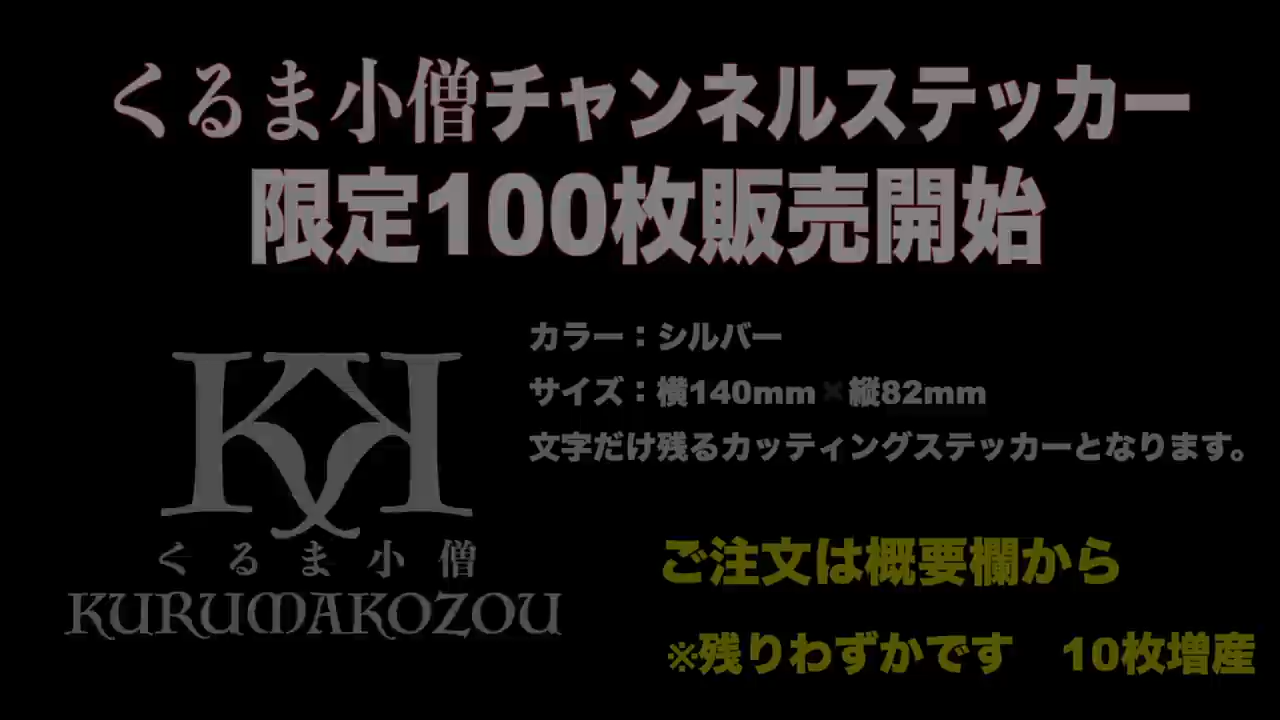 くるま小僧チャンネルステッカー
限定100枚販売開始
カラー：シルバー
サイズ：横140mm×縦82mm
文字だけ残るカッティングステッカーとなります。
KK
くるま小僧
KURUMAKOZOU
ご注文は概要欄から
※残りわずかです　10枚増産